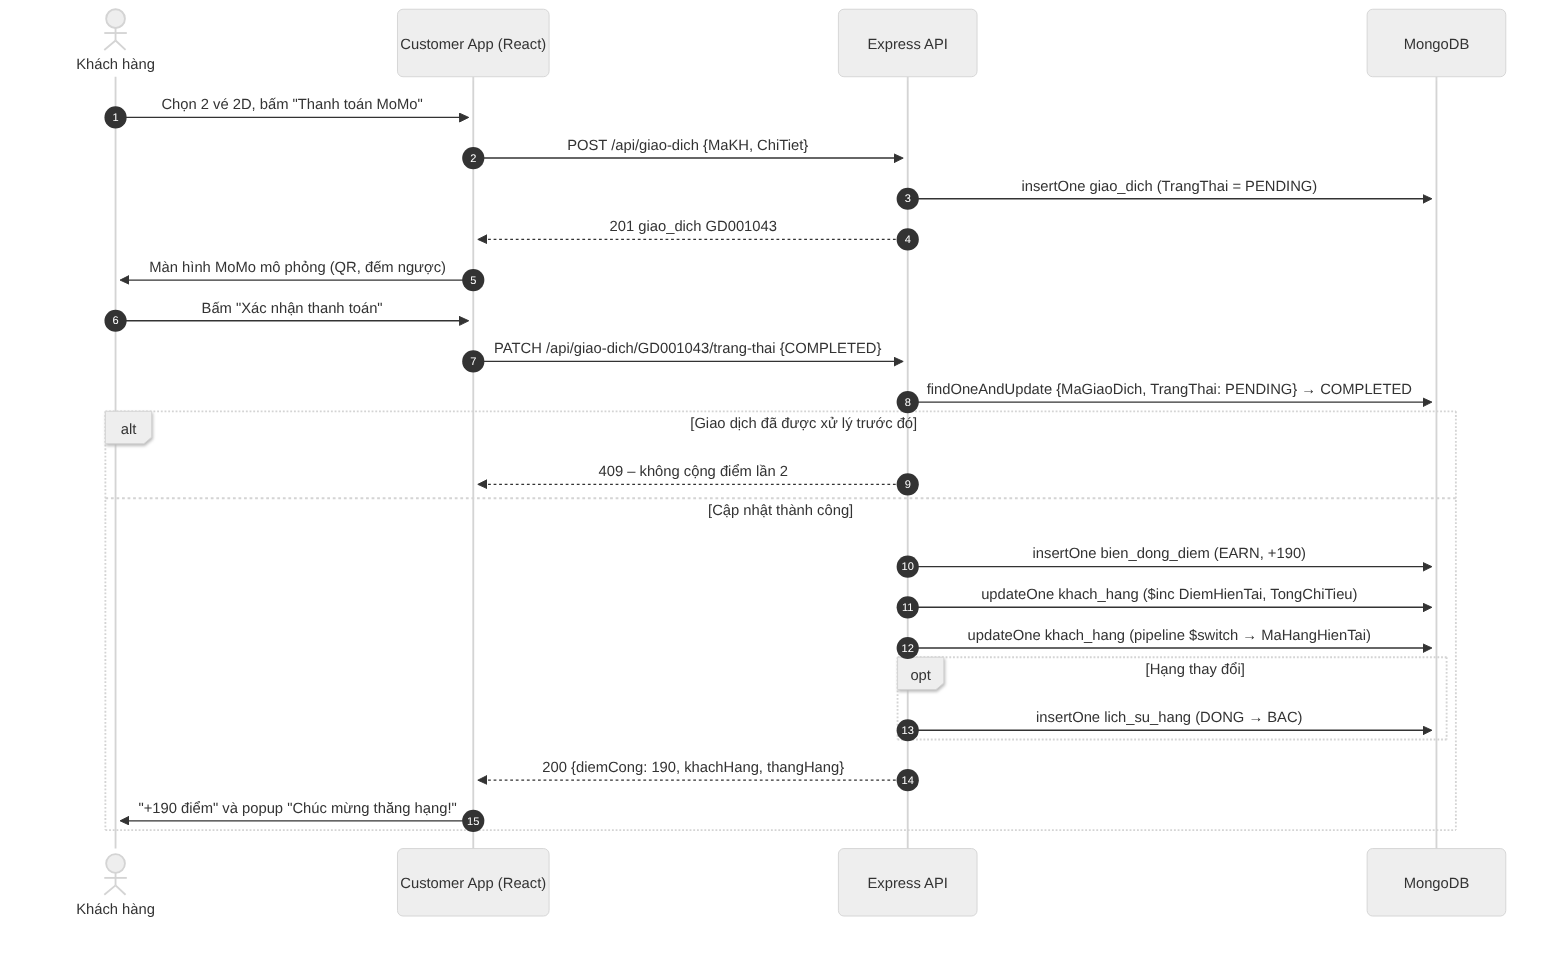 Khách hàng
Customer App (React)
Express API
MongoDB
1 Chọn 2 vé 2D, bấm "Thanh toán MoMo"
2 POST /api/giao-dich {MaKH, ChiTiet}
3 insertOne giao_dich (TrangThai = PENDING)
201 giao_dich GD001043 4
Màn hình MoMo mô phỏng (QR, đếm ngược) 5
6 Bấm "Xác nhận thanh toán"
7 PATCH /api/giao-dich/GD001043/trang-thai {COMPLETED}
8 findOneAndUpdate {MaGiaoDich, TrangThai: PENDING} → COMPLETED
alt [Giao dịch đã được xử lý trước đó]
409 – không cộng điểm lần 2 9
[Cập nhật thành công]
10 insertOne bien_dong_diem (EARN, +190)
11 updateOne khach_hang ($inc DiemHienTai, TongChiTieu)
12 updateOne khach_hang (pipeline $switch → MaHangHienTai)
opt [Hạng thay đổi]
13 insertOne lich_su_hang (DONG → BAC)
200 {diemCong: 190, khachHang, thangHang} 14
"+190 điểm" và popup "Chúc mừng thăng hạng!" 15
Khách hàng
Customer App (React)
Express API
MongoDB